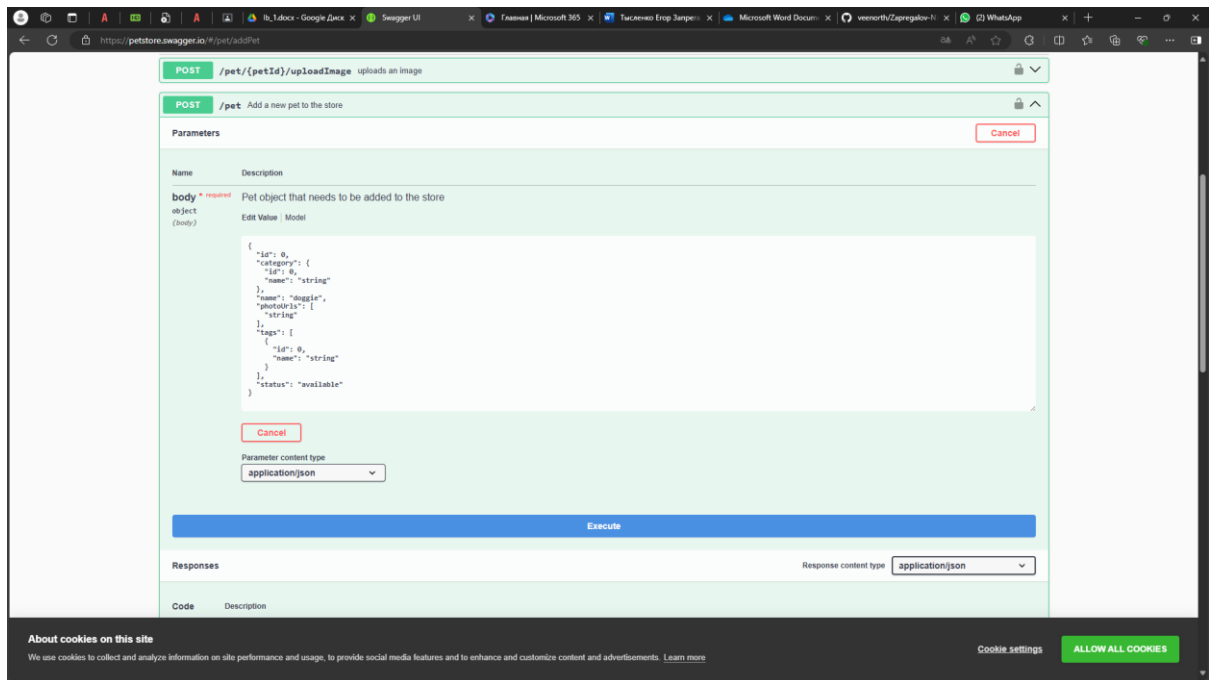 lb_1.docx - Google Диск
Swagger UI
Главная | Microsoft 365
Тысленко Егор Запрега
Microsoft Word Docum
veenorth/Zapregalov-N
(2) WhatsApp
https://petstore.swagger.io/#/pet/addPet
POST /pet/{petId}/uploadImage uploads an image
POST /pet Add a new pet to the store
Parameters
Cancel
Name Description
body * required Pet object that needs to be added to the store
object
(body)
Edit Value | Model
{
"id": 0,
"category": {
"id": 0,
"name": "string"
},
"name": "doggie",
"photoUrls": [
"string"
],
"tags": [
{
"id": 0,
"name": "string"
}
],
"status": "available"
}
Cancel
Parameter content type
application/json
Execute
Responses
Response content type application/json
Code Description
About cookies on this site
We use cookies to collect and analyze information on site performance and usage, to provide social media features and to enhance and customize content and advertisements. Learn more
Cookie settings
ALLOW ALL COOKIES